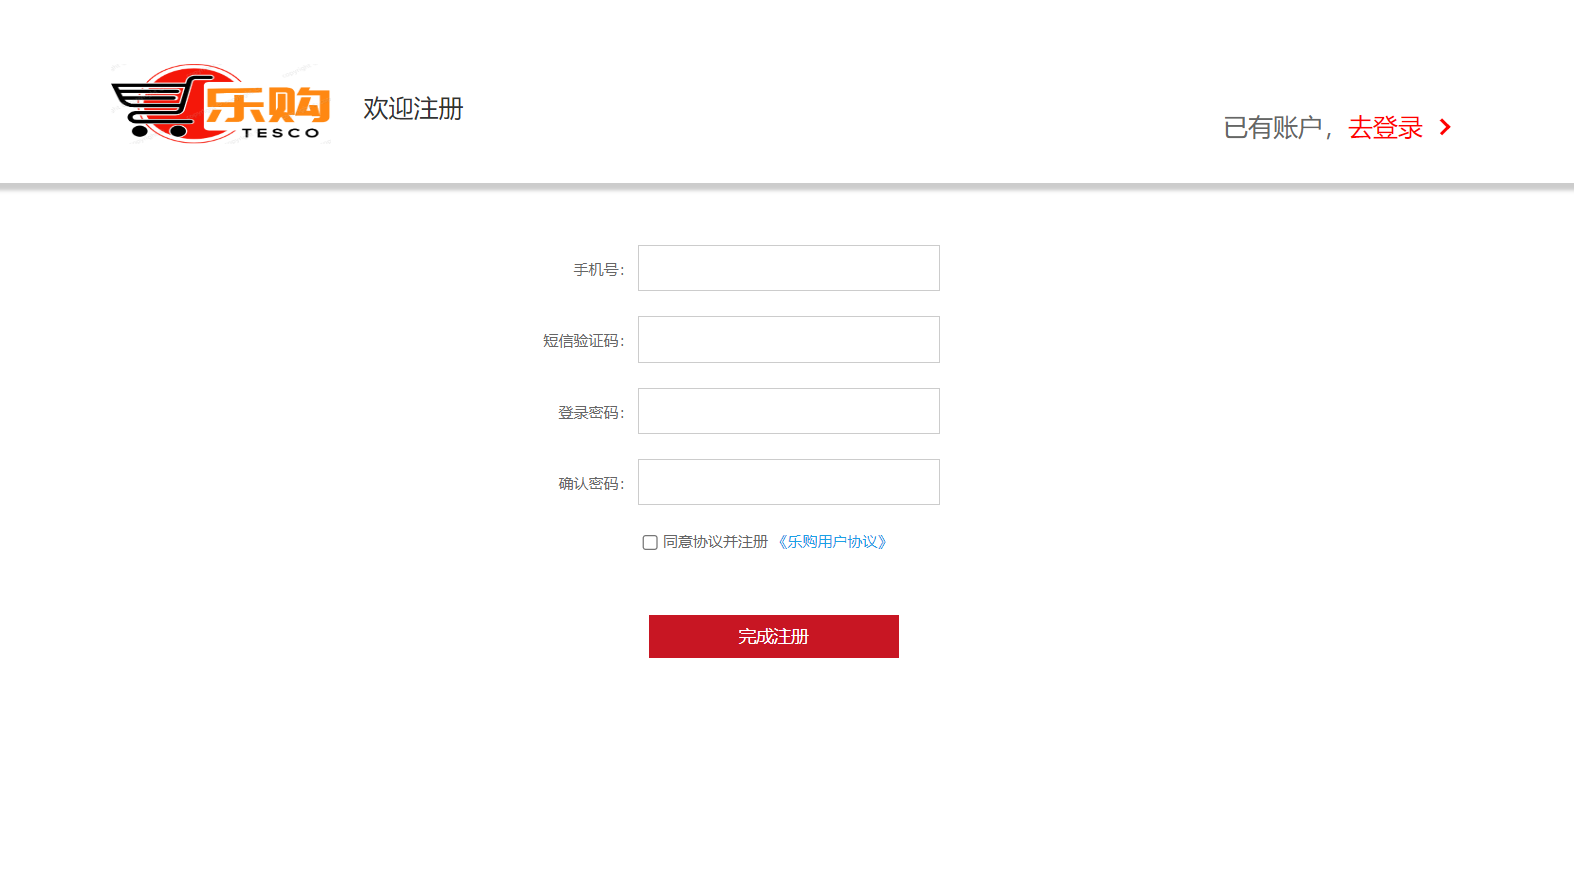 乐购
TESCO
欢迎注册
已有账户，去登录
手机号：
短信验证码：
登录密码：
确认密码：
同意协议并注册《乐购用户协议》
完成注册